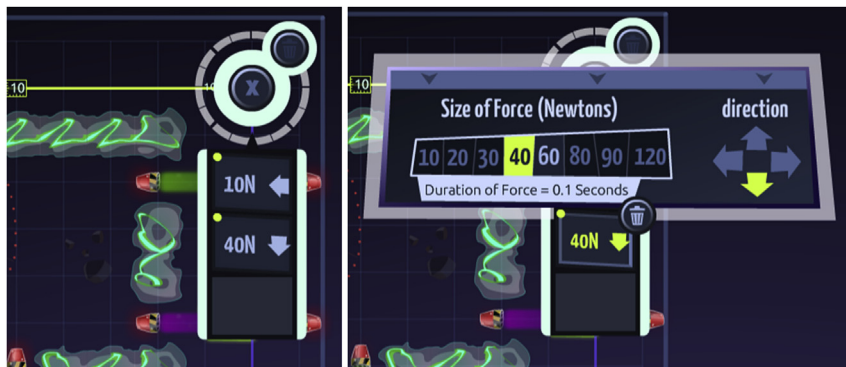 10
X
10N
40N
10
Size of Force (Newtons)
direction
10 20 30 40 60 80 90 120
Duration of Force = 0.1 Seconds
40N